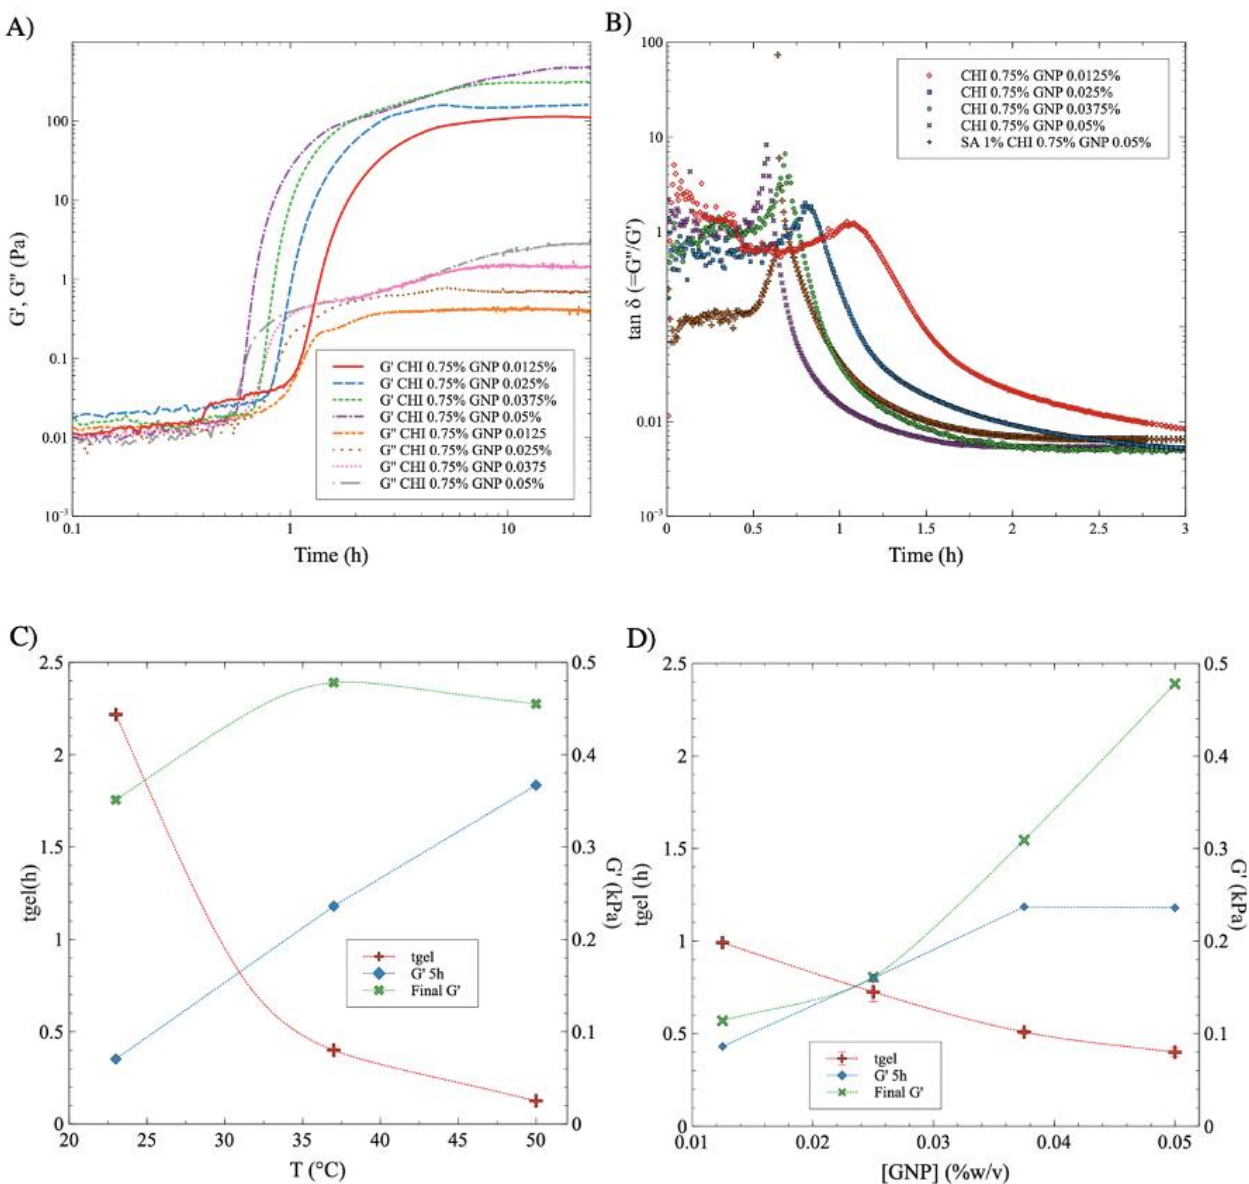 A)
100
10
1
0.1
0.01
10⁻³
G', G'' (Pa)
0.1
1
10
Time (h)
G' CHI 0.75% GNP 0.0125%
G' CHI 0.75% GNP 0.025%
G' CHI 0.75% GNP 0.0375%
G' CHI 0.75% GNP 0.05%
G'' CHI 0.75% GNP 0.0125
G'' CHI 0.75% GNP 0.025%
G'' CHI 0.75% GNP 0.0375
G'' CHI 0.75% GNP 0.05%
B)
100
10
1
0.1
0.01
10⁻³
tan δ (=G''/G')
0
0.5
1
1.5
2
2.5
3
Time (h)
CHI 0.75% GNP 0.0125%
CHI 0.75% GNP 0.025%
CHI 0.75% GNP 0.0375%
CHI 0.75% GNP 0.05%
SA 1% CHI 0.75% GNP 0.05%
C)
2.5
2
1.5
1
0.5
0
tgel(h)
0.5
0.4
0.3
0.2
0.1
0
G' (kPa)
20
25
30
35
40
45
50
T (°C)
tgel
G' 5h
Final G'
D)
2.5
2
1.5
1
0.5
0
tgel (h)
0.5
0.4
0.3
0.2
0.1
0
G' (kPa)
0.01
0.02
0.03
0.04
0.05
[GNP] (%w/v)
tgel
G' 5h
Final G'